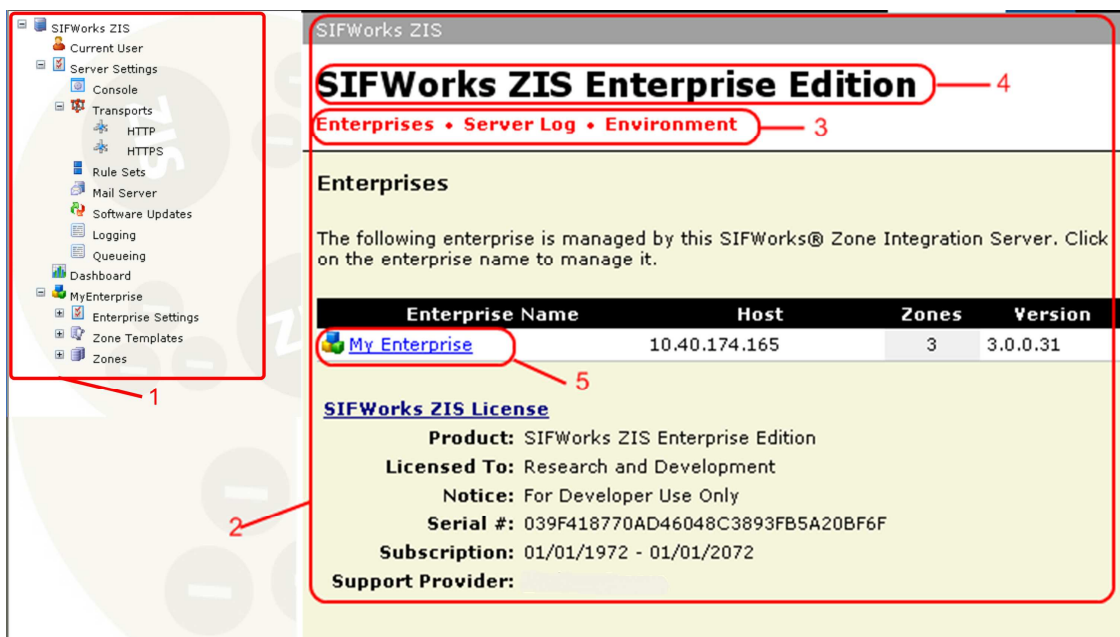 SIFWorks ZIS
Current User
Server Settings
Console
Transports
HTTP
HTTPS
Rule Sets
Mail Server
Software Updates
Logging
Queueing
Dashboard
MyEnterprise
Enterprise Settings
Zone Templates
Zones
1
ZIS
SIFWorks ZIS
SIFWorks ZIS Enterprise Edition
4
Enterprises • Server Log • Environment
3
Enterprises
The following enterprise is managed by this SIFWorks® Zone Integration Server. Click
on the enterprise name to manage it.
Enterprise Name Host Zones Version
My Enterprise 10.40.174.165 3 3.0.0.31
5
SIFWorks ZIS License
Product: SIFWorks ZIS Enterprise Edition
Licensed To: Research and Development
Notice: For Developer Use Only
Serial #: 039F418770AD46048C3893FB5A20BF6F
2
Subscription: 01/01/1972 - 01/01/2072
Support Provider: